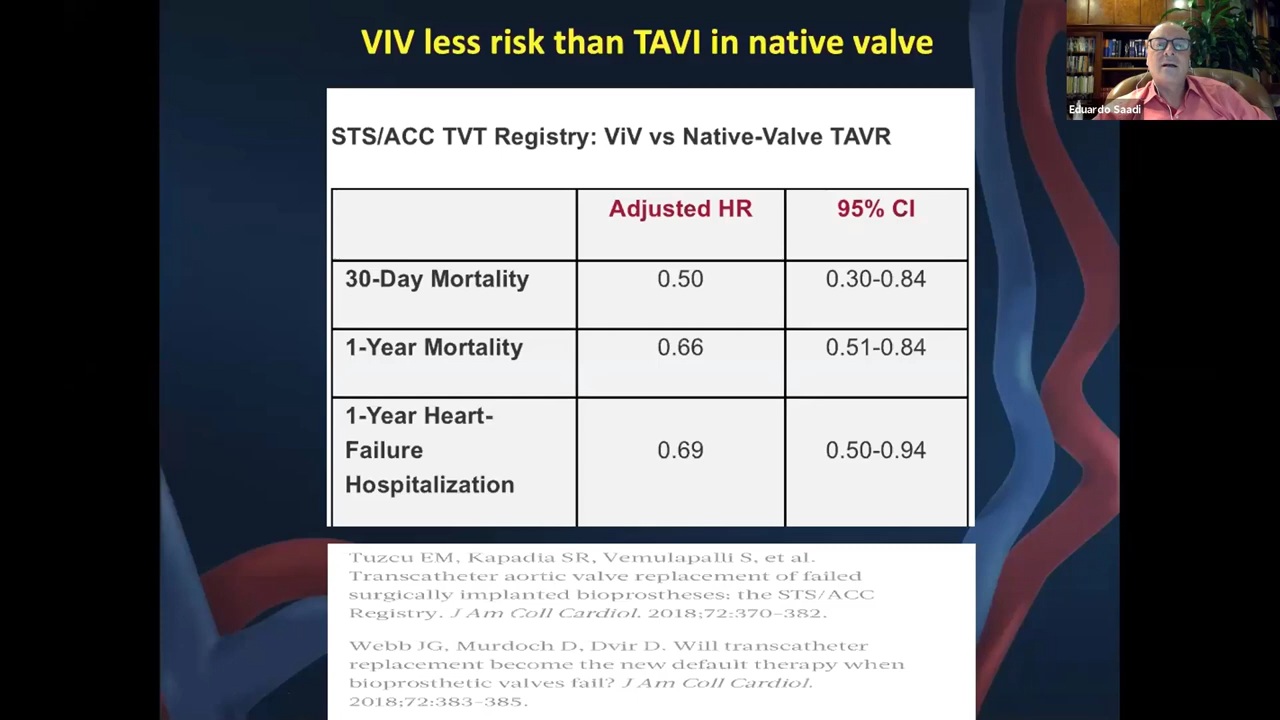 VIV less risk than TAVI in native valve
Eduardo Saadi
STS/ACC TVT Registry: ViV vs Native-Valve TAVR
Adjusted HR 95% CI
30-Day Mortality 0.50 0.30-0.84
1-Year Mortality 0.66 0.51-0.84
1-Year Heart-
Failure 0.69 0.50-0.94
Hospitalization
Tuzcu EM, Kapadia SR, Vemulapalli S, et al.
Transcatheter aortic valve replacement of failed
surgically implanted bioprostheses: the STS/ACC
Registry. J Am Coll Cardiol. 2018;72:370–382.
Webb JG, Murdoch D, Dvir D. Will transcatheter
replacement become the new default therapy when
bioprosthetic valves fail? J Am Coll Cardiol.
2018;72:383–385.